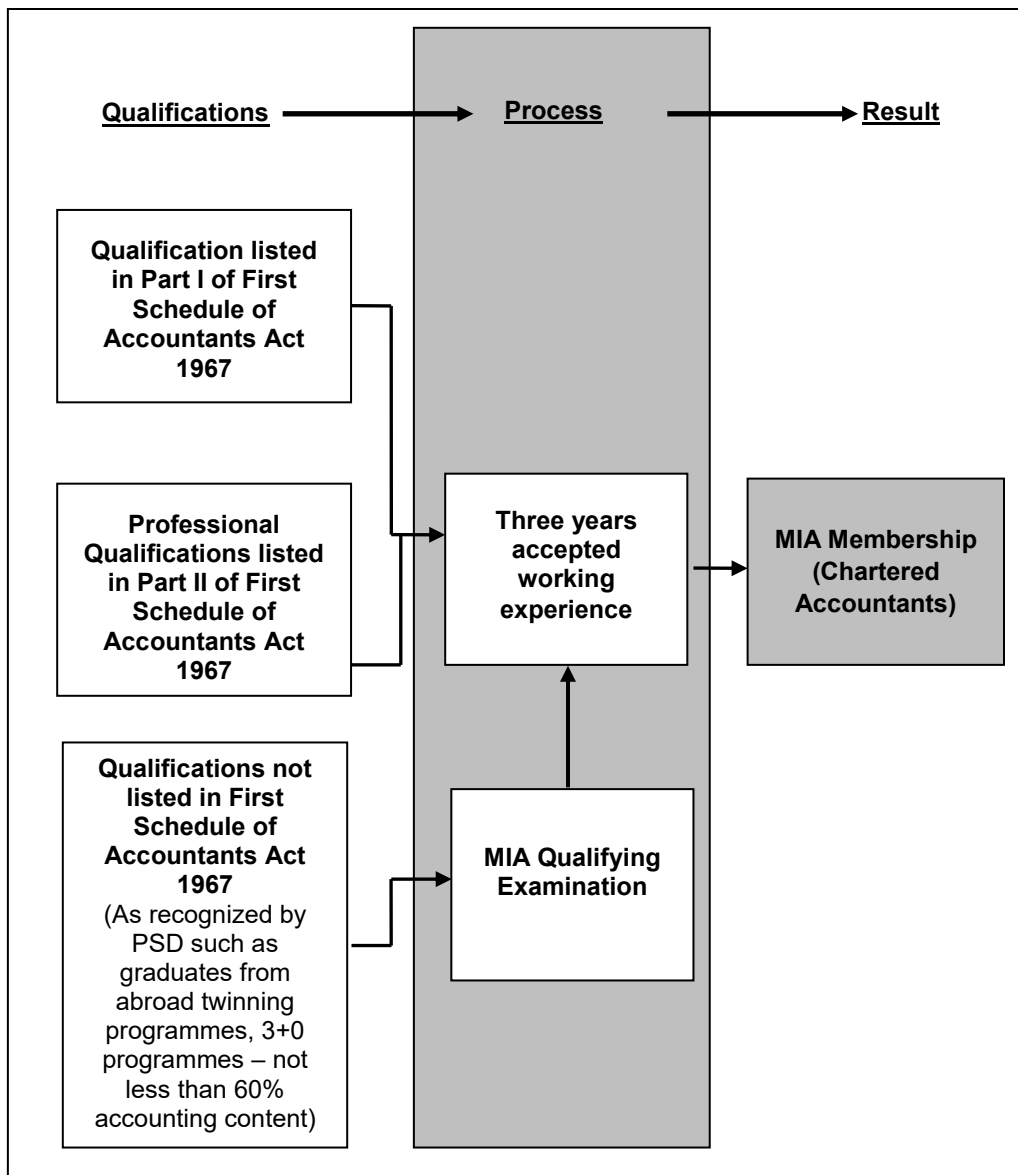 Qualifications
Process
Result
Qualification listed
in Part I of First
Schedule of
Accountants Act
1967
Professional
Qualifications listed
in Part II of First
Schedule of
Accountants Act
1967
Three years
accepted
working
experience
MIA Membership
(Chartered
Accountants)
Qualifications not
listed in First
Schedule of
Accountants Act
1967
(As recognized by
PSD such as
graduates from
abroad twinning
programmes, 3+0
programmes – not
less than 60%
accounting content)
MIA Qualifying
Examination